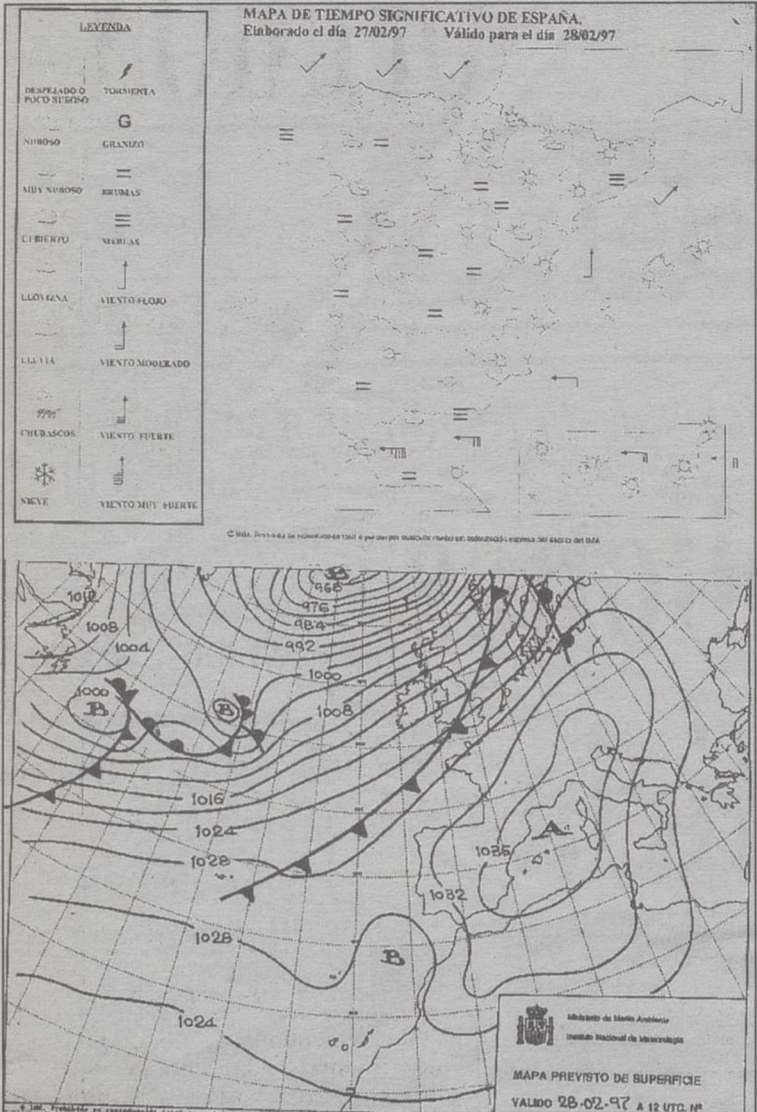 LEYENDA
DESPEJADO O POCO NUBOSO
TORMENTA
NUBOSO
G
GRANIZO
MUY NUBOSO
BRUMAS
CUBIERTO
NIEBLAS
LLOVIZNA
VIENTO FLOJO
LLUVIA
VIENTO MODERADO
CHUBASCOS
VIENTO FUERTE
NIEVE
VIENTO MUY FUERTE
MAPA DE TIEMPO SIGNIFICATIVO DE ESPAÑA.
Elaborado el día 27/02/97 Válido para el día 28/02/97
B
968
976
984
992
1000
1008
1012
1008
1004
1000
B
B
1016
1024
1028
1028
1024
1036
1032
A
B
Ministerio de Medio Ambiente
Instituto Nacional de Meteorología
MAPA PREVISTO DE SUPERFICIE
VALIDO 28-02-97 A 12 UTC. Nº